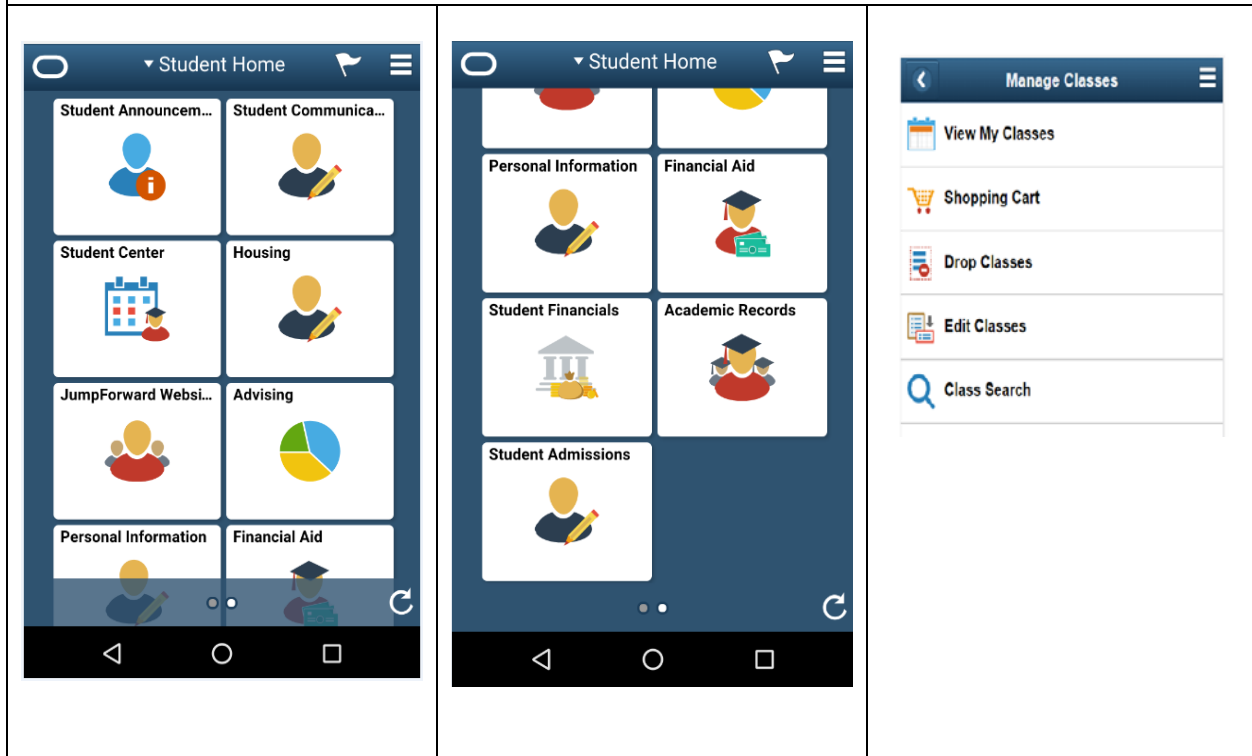 Student Home
Student Announcem...
Student Communica...
Student Center
Housing
JumpForward Websi...
Advising
Personal Information
Financial Aid
Student Home
Personal Information
Financial Aid
Student Financials
Academic Records
Student Admissions
Manage Classes
View My Classes
Shopping Cart
Drop Classes
Edit Classes
Class Search